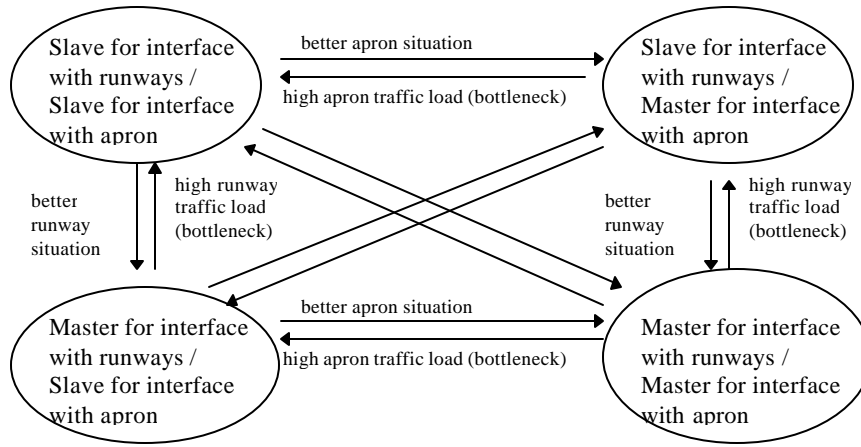 Slave for interface
with runways /
Slave for interface
with apron
better apron situation
high apron traffic load (bottleneck)
Slave for interface
with runways /
Master for interface
with apron
better
runway
situation
high runway
traffic load
(bottleneck)
better
runway
situation
high runway
traffic load
(bottleneck)
Master for interface
with runways /
Slave for interface
with apron
better apron situation
high apron traffic load (bottleneck)
Master for interface
with runways /
Master for interface
with apron